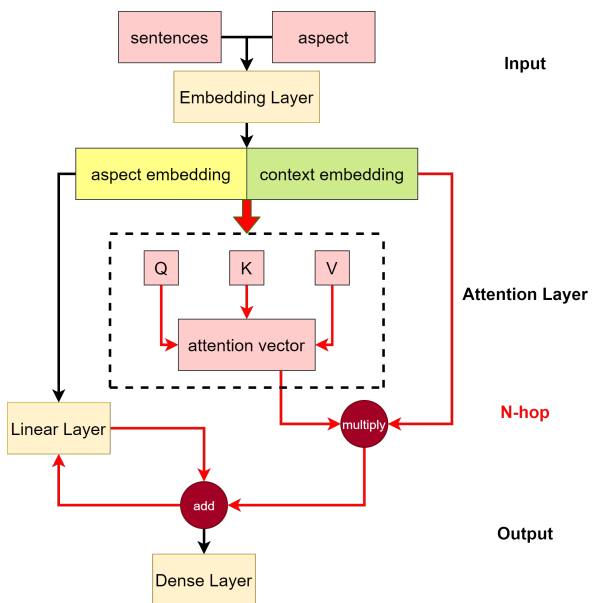 sentences
aspect
Input
Embedding Layer
aspect embedding
context embedding
Q
K
V
Attention Layer
attention vector
Linear Layer
multiply
N-hop
add
Output
Dense Layer